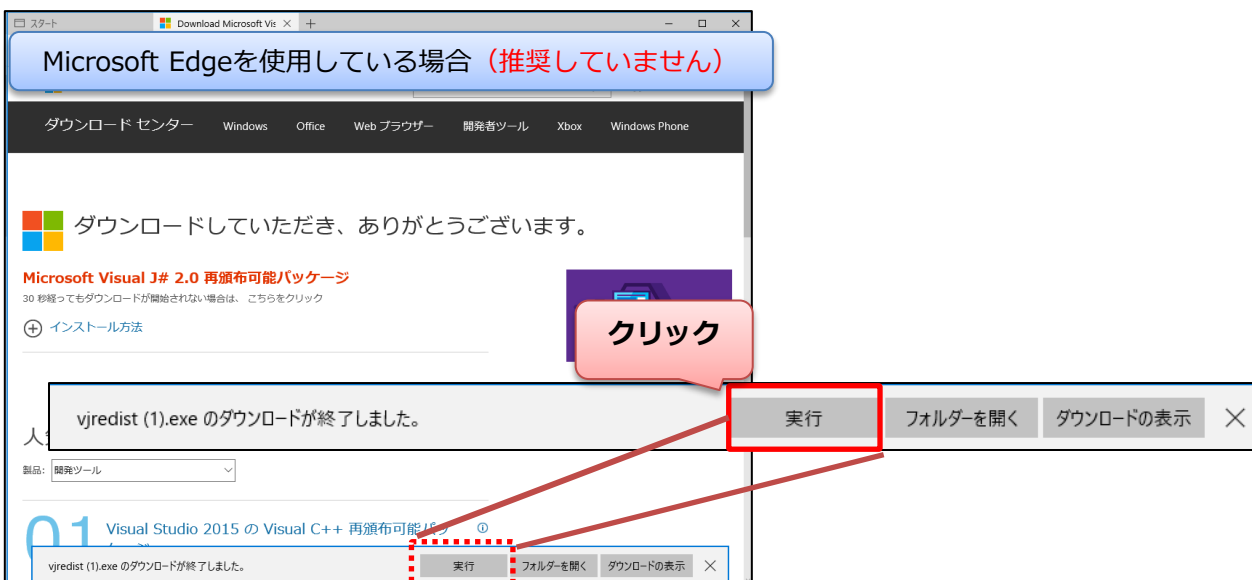 スタート
Download Microsoft Vis
Microsoft Edgeを使用している場合（推奨していません）
ダウンロード センター Windows Office Web ブラウザー 開発者ツール Xbox Windows Phone
ダウンロードしていただき、ありがとうございます。
Microsoft Visual J# 2.0 再頒布可能パッケージ
30 秒経ってもダウンロードが開始されない場合は、こちらをクリック
インストール方法
クリック
vjredist (1).exe のダウンロードが終了しました。 実行 フォルダーを開く ダウンロードの表示
人
製品: 開発ツール
01 Visual Studio 2015 の Visual C++ 再頒布可能パッ
vjredist (1).exe のダウンロードが終了しました。 実行 フォルダーを開く ダウンロードの表示